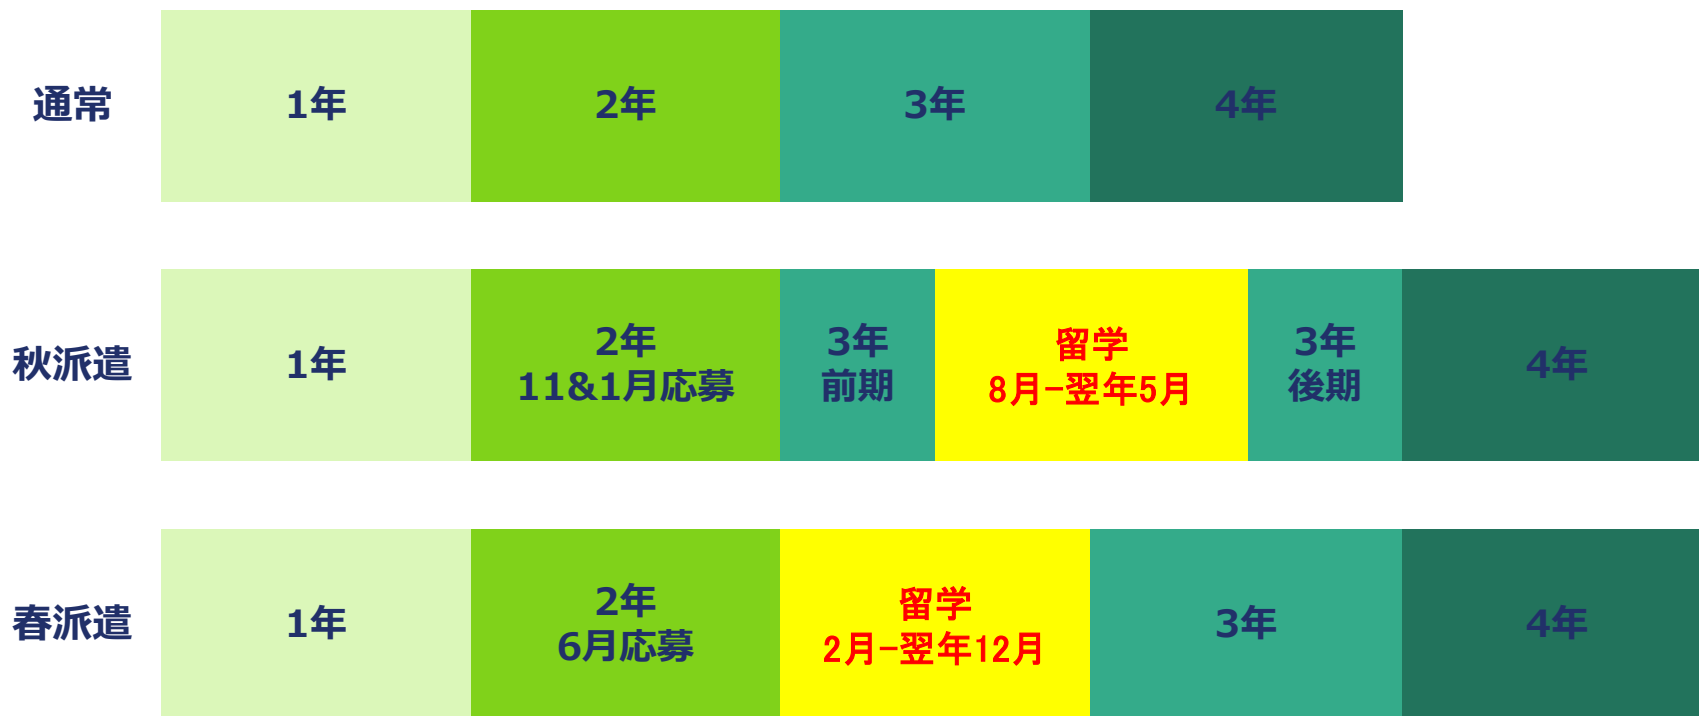 通常
1年
2年
3年
4年
秋派遣
1年
2年
11&1月応募
3年
前期
留学
8月-翌年5月
3年
後期
4年
春派遣
1年
2年
6月応募
留学
2月-翌年12月
3年
4年